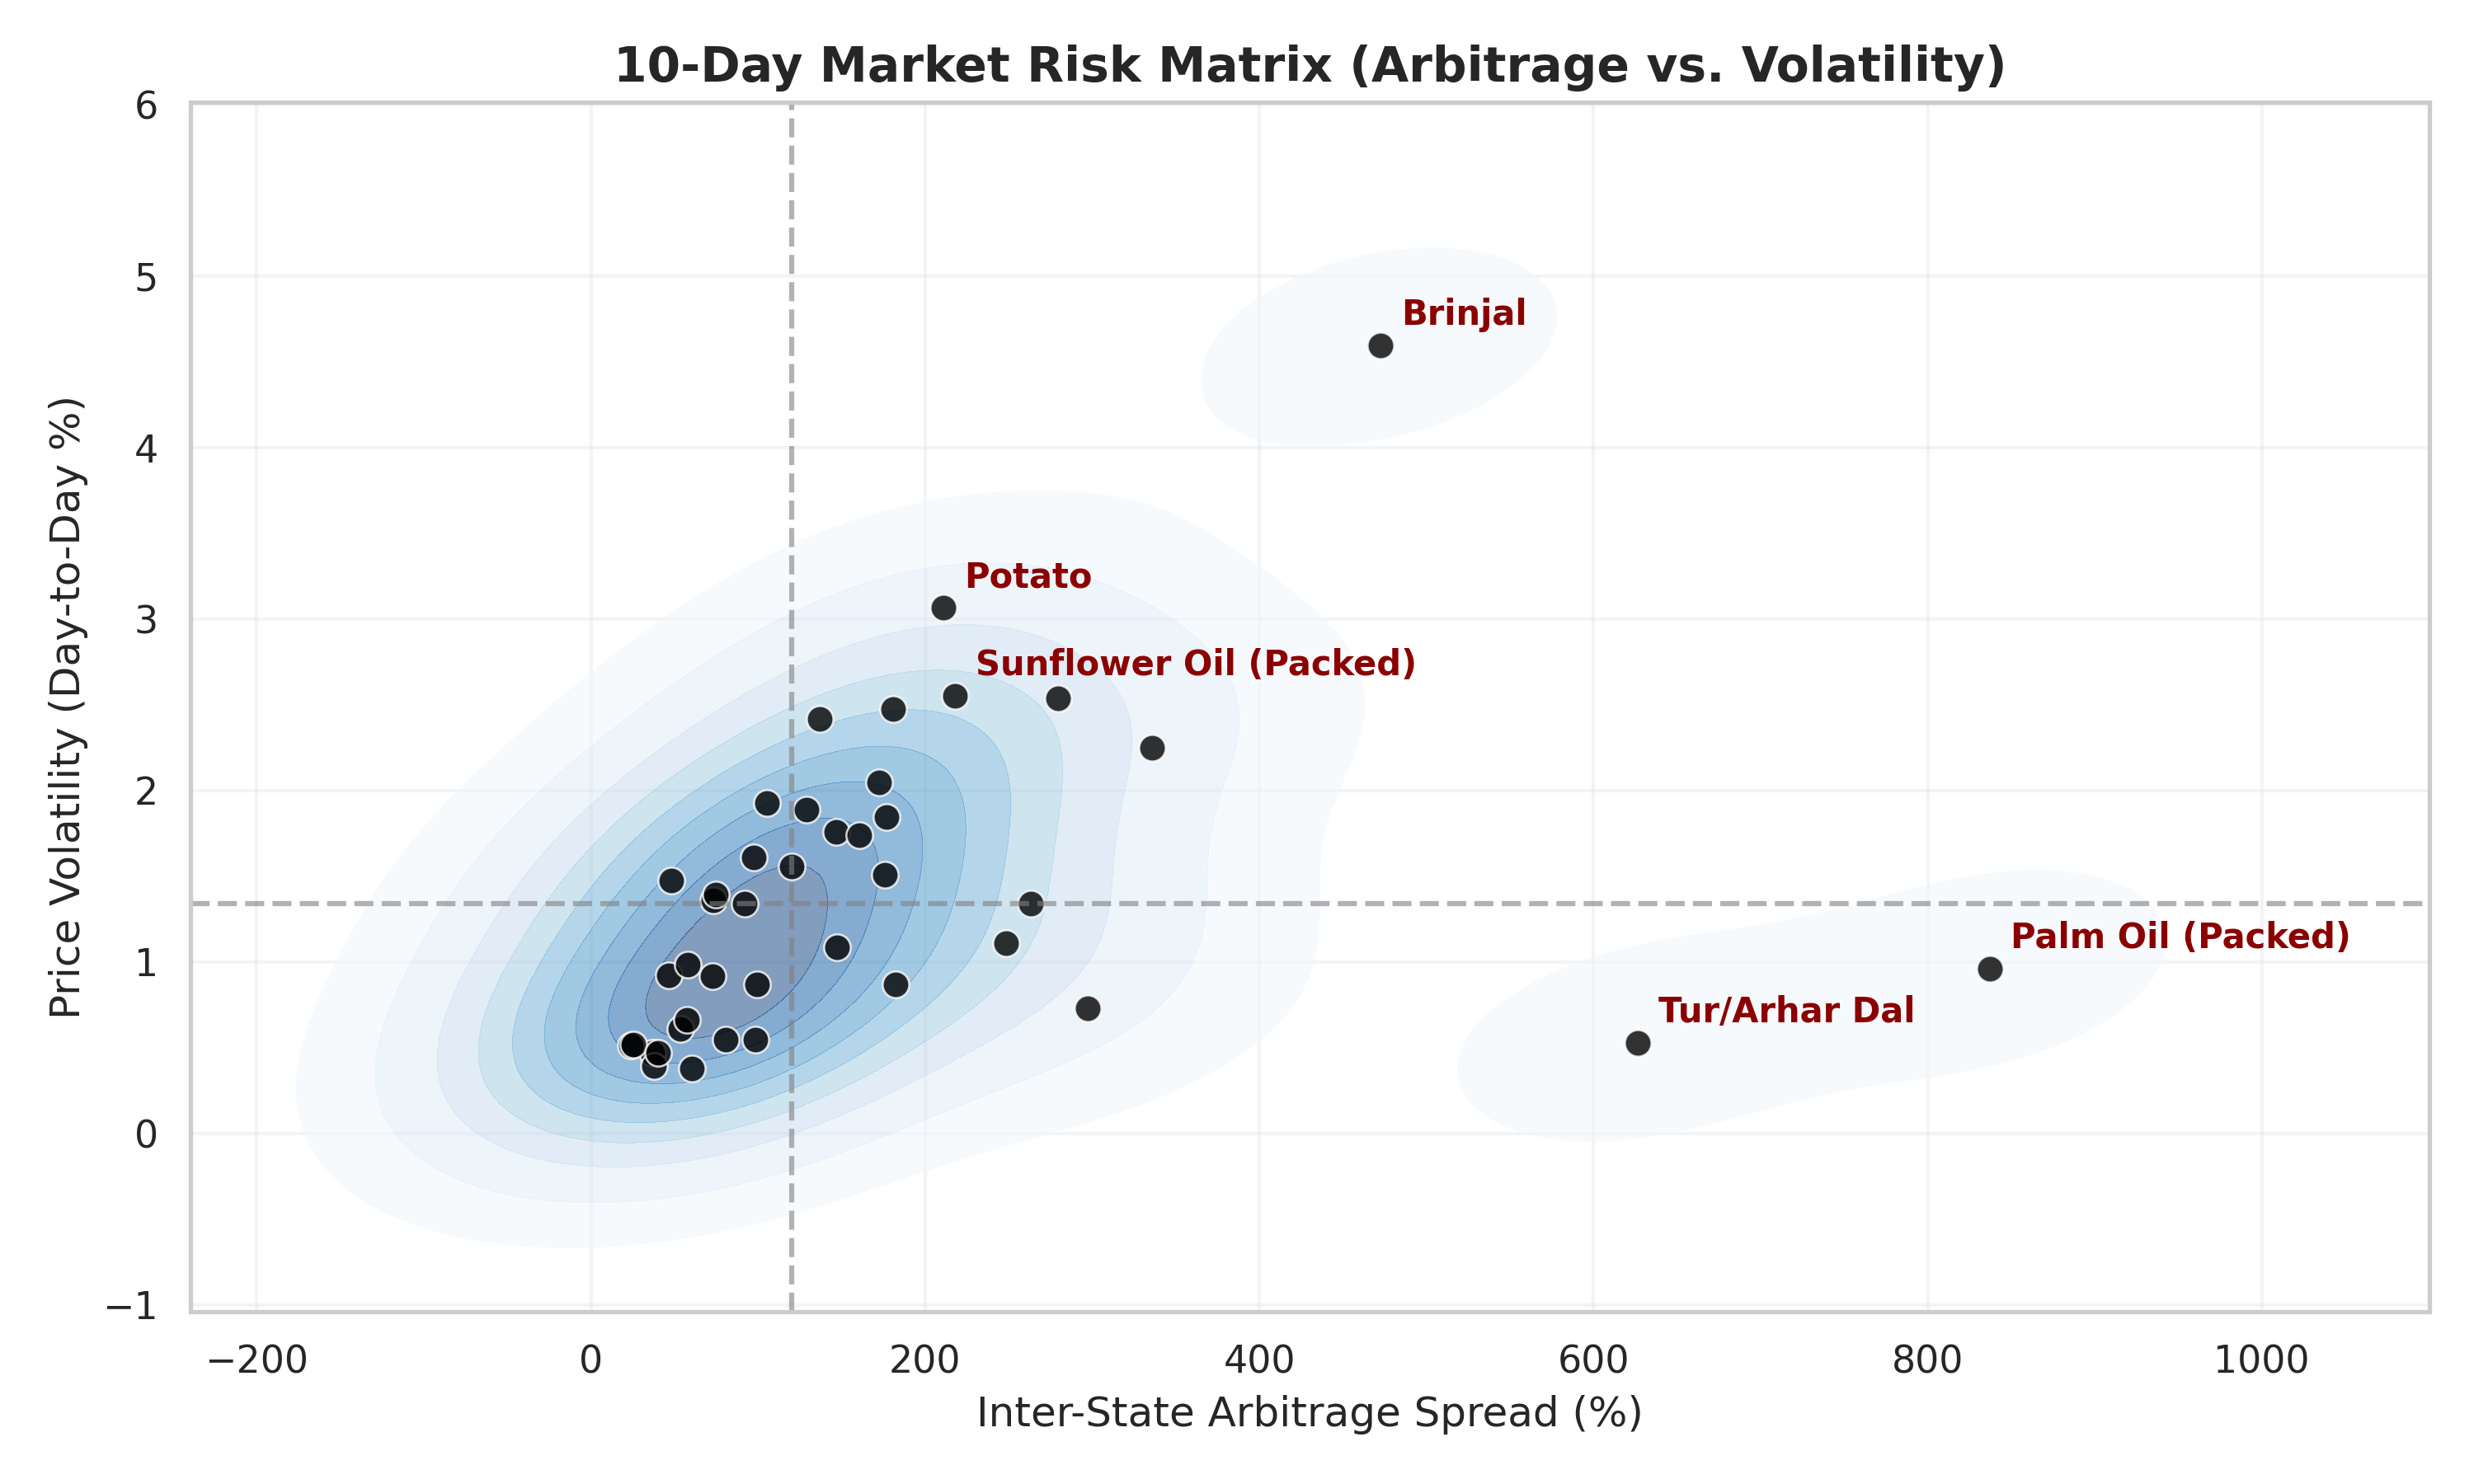 10-Day Market Risk Matrix (Arbitrage vs. Volatility)
6
5
4
3
2
1
0
−1
Price Volatility (Day-to-Day %)
Brinjal
Potato
Sunflower Oil (Packed)
Palm Oil (Packed)
Tur/Arhar Dal
−200
0
200
400
600
800
1000
Inter-State Arbitrage Spread (%)